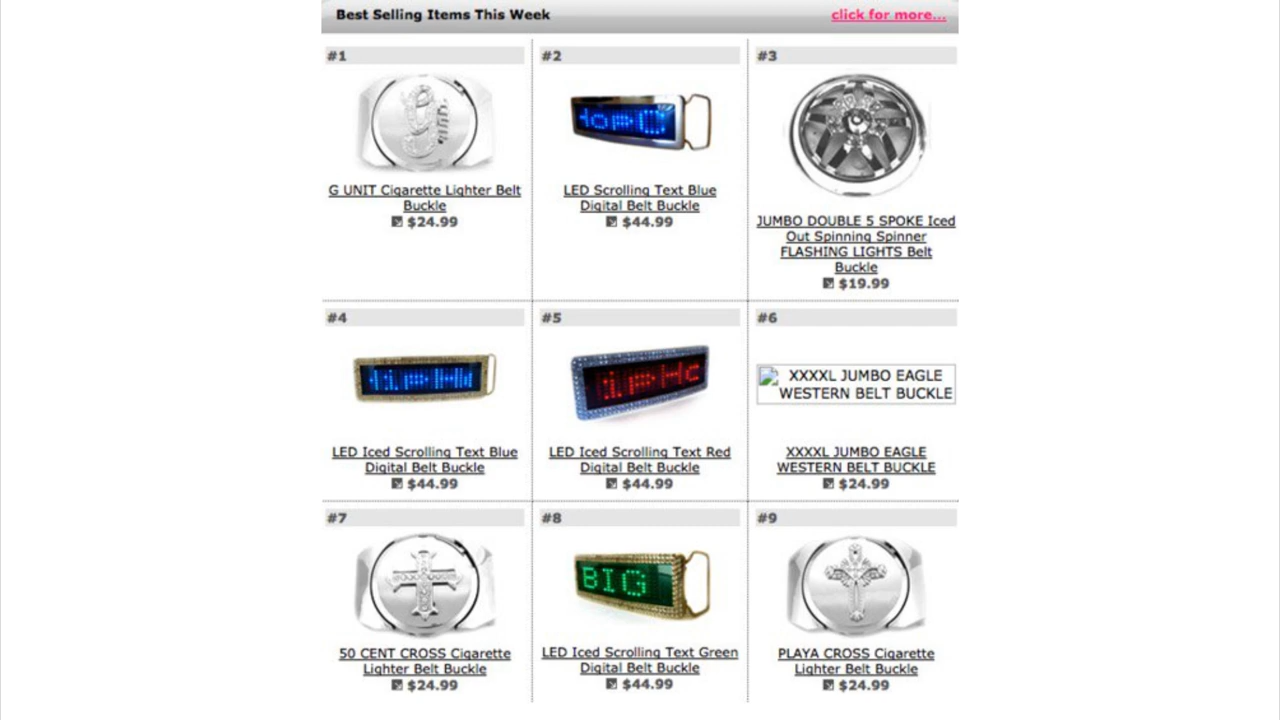 Best Selling Items This Week
click for more...
#1
G UNIT Cigarette Lighter Belt
Buckle
$24.99
#2
LED Scrolling Text Blue
Digital Belt Buckle
$44.99
#3
JUMBO DOUBLE 5 SPOKE Iced
Out Spinning Spinner
FLASHING LIGHTS Belt
Buckle
$19.99
#4
LED Iced Scrolling Text Blue
Digital Belt Buckle
$44.99
#5
LED Iced Scrolling Text Red
Digital Belt Buckle
$44.99
#6
XXXXL JUMBO EAGLE
WESTERN BELT BUCKLE
XXXXL JUMBO EAGLE
WESTERN BELT BUCKLE
$24.99
#7
50 CENT CROSS Cigarette
Lighter Belt Buckle
$24.99
#8
BIG
LED Iced Scrolling Text Green
Digital Belt Buckle
$44.99
#9
PLAYA CROSS Cigarette
Lighter Belt Buckle
$24.99